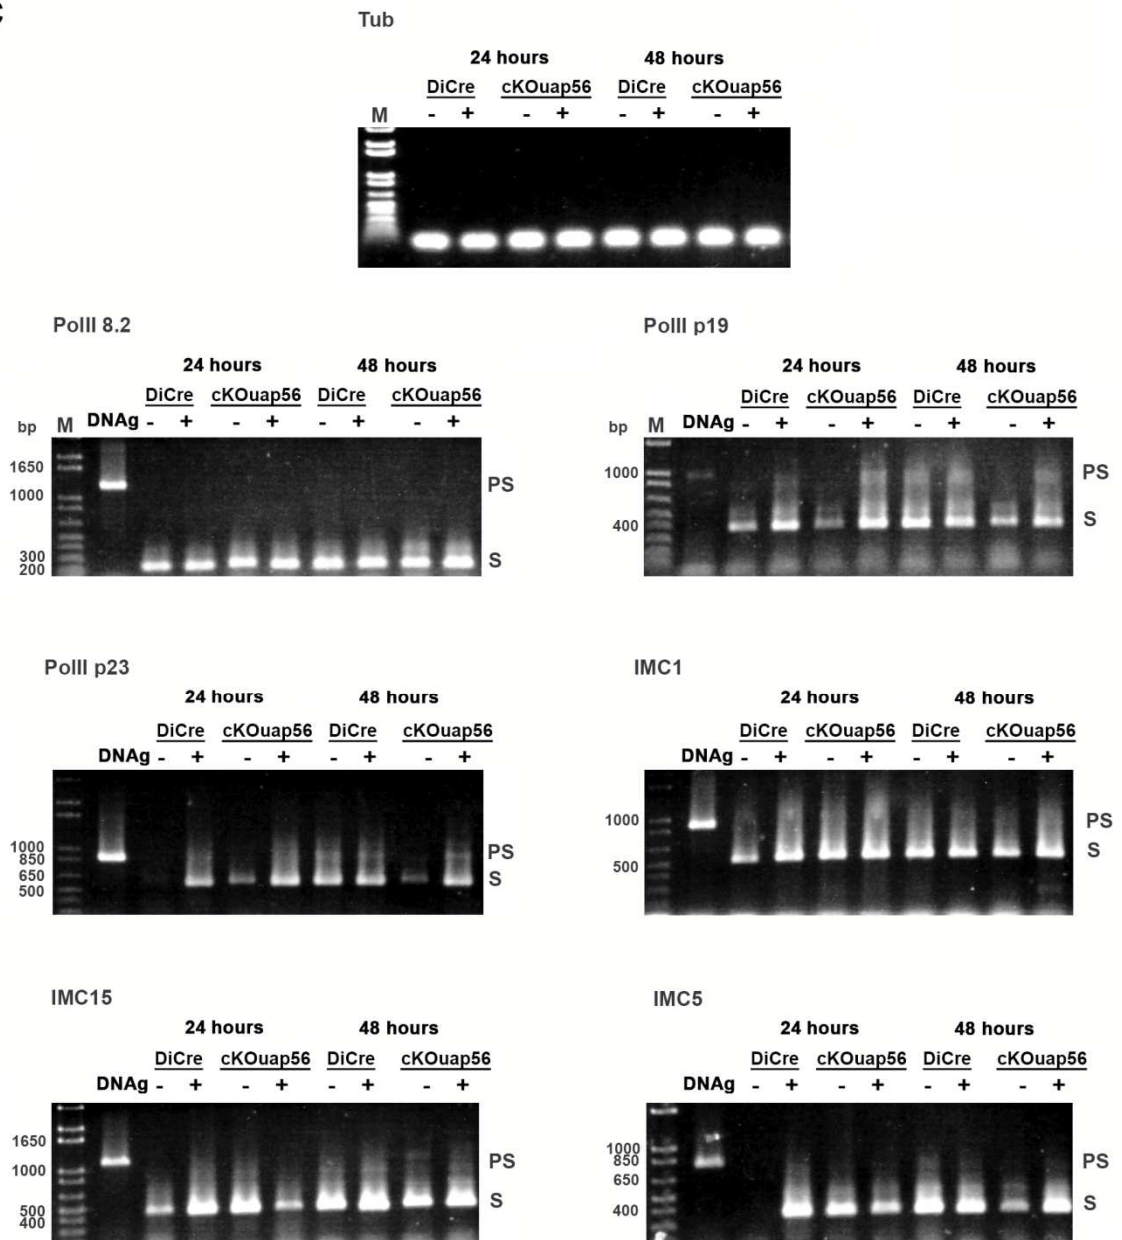 C
Tub
24 hours 48 hours
DiCre cKOuap56 DiCre cKOuap56
M - + - + - + - +
PolII 8.2
24 hours 48 hours
DiCre cKOuap56 DiCre cKOuap56
bp M DNAg - + - + - + - +
1650
1000
300
200
PS
S
PolII p19
24 hours 48 hours
DiCre cKOuap56 DiCre cKOuap56
bp M DNAg - + - + - + - +
1000
400
PS
S
PolII p23
24 hours 48 hours
DiCre cKOuap56 DiCre cKOuap56
DNAg - + - + - + - +
1000
850
650
500
PS
S
IMC1
24 hours 48 hours
DiCre cKOuap56 DiCre cKOuap56
DNAg - + - + - + - +
1000
500
PS
S
IMC15
24 hours 48 hours
DiCre cKOuap56 DiCre cKOuap56
DNAg - + - + - + - +
1650
1000
500
400
PS
S
IMC5
24 hours 48 hours
DiCre cKOuap56 DiCre cKOuap56
DNAg - + - + - + - +
1000
850
650
400
PS
S